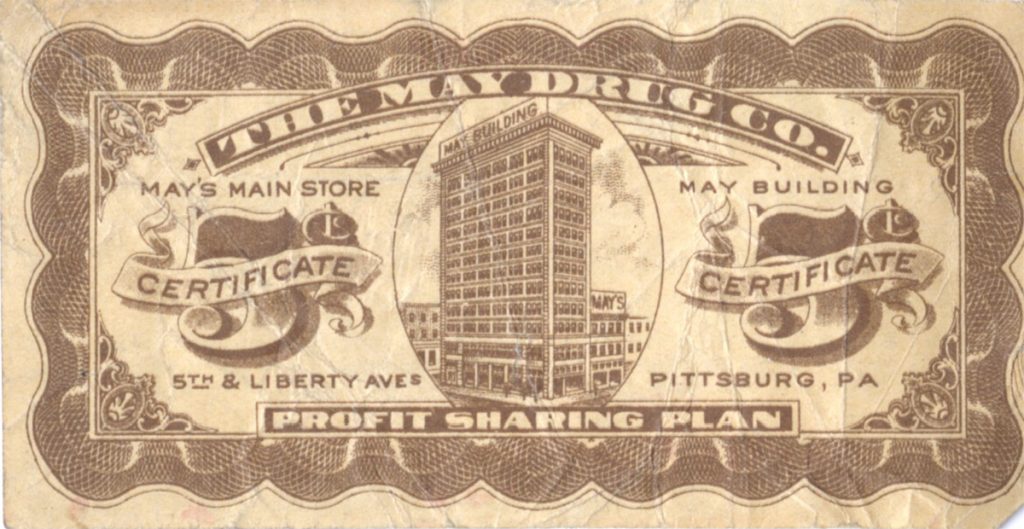 THE MAY DRUG CO.
MAY BUILDING
MAY'S MAIN STORE
MAY BUILDING
5¢
CERTIFICATE
5¢
CERTIFICATE
MAY'S
5TH & LIBERTY AVES
PITTSBURG, PA
PROFIT SHARING PLAN